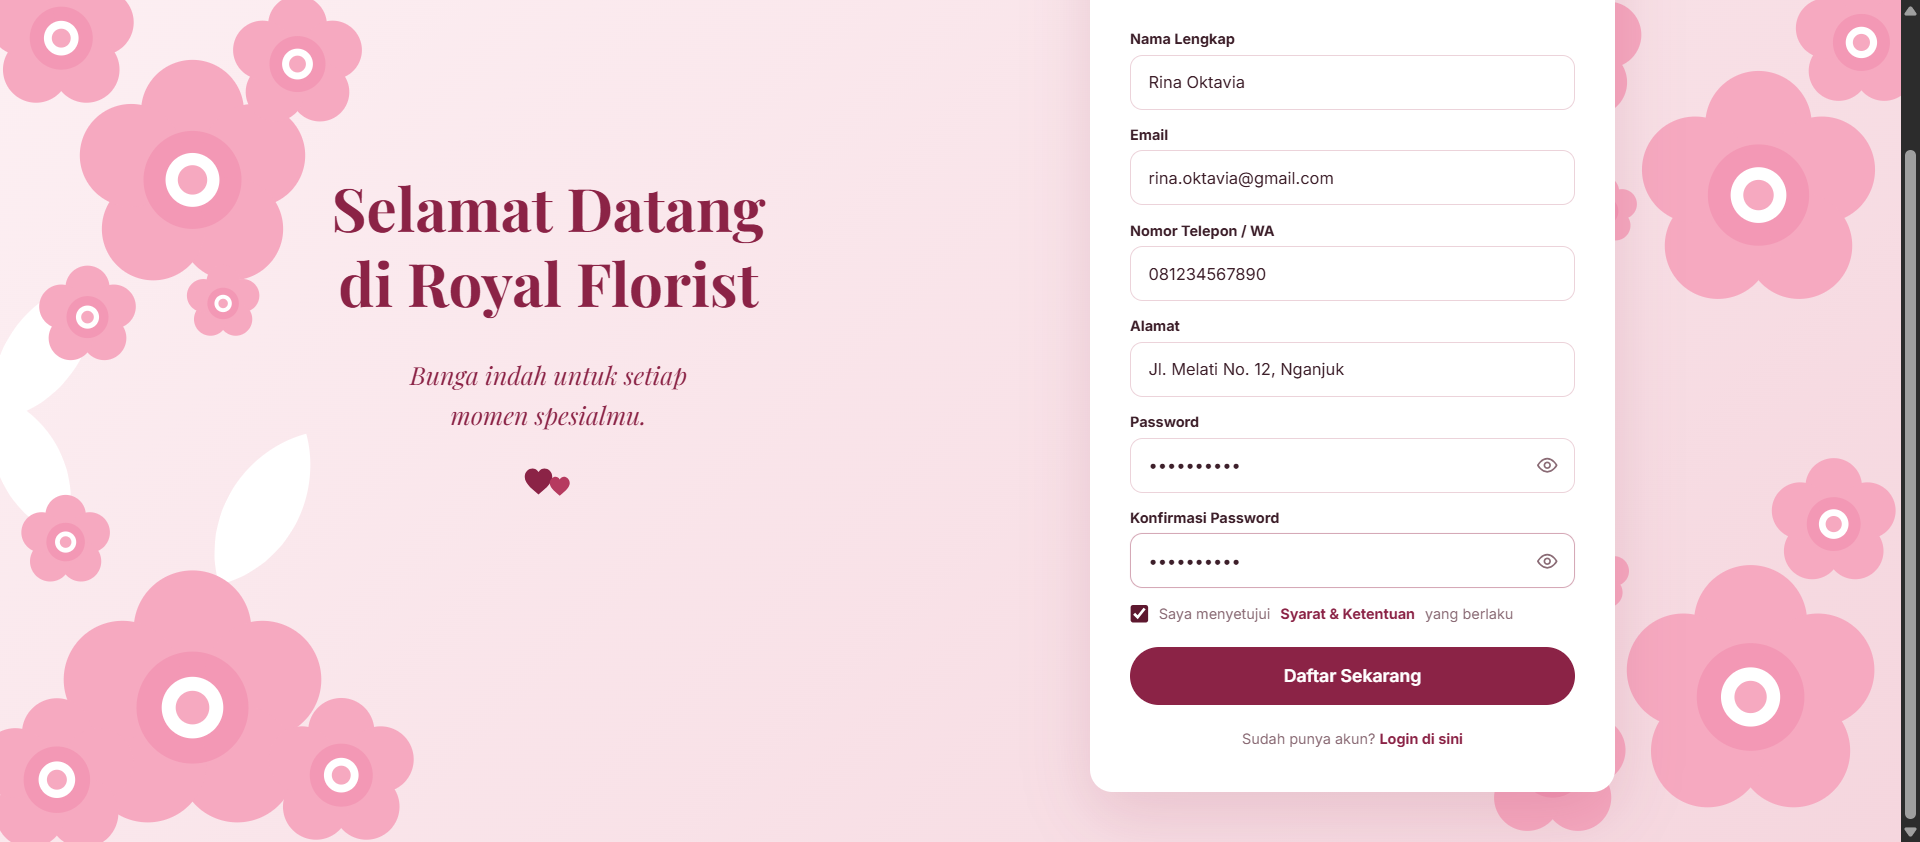 Selamat Datang
di Royal Florist
Bunga indah untuk setiap
momen spesialmu.
Nama Lengkap
Rina Oktavia
Email
rina.oktavia@gmail.com
Nomor Telepon / WA
081234567890
Alamat
Jl. Melati No. 12, Nganjuk
Password
••••••••••
Konfirmasi Password
••••••••••
Saya menyetujui Syarat & Ketentuan yang berlaku
Daftar Sekarang
Sudah punya akun? Login di sini